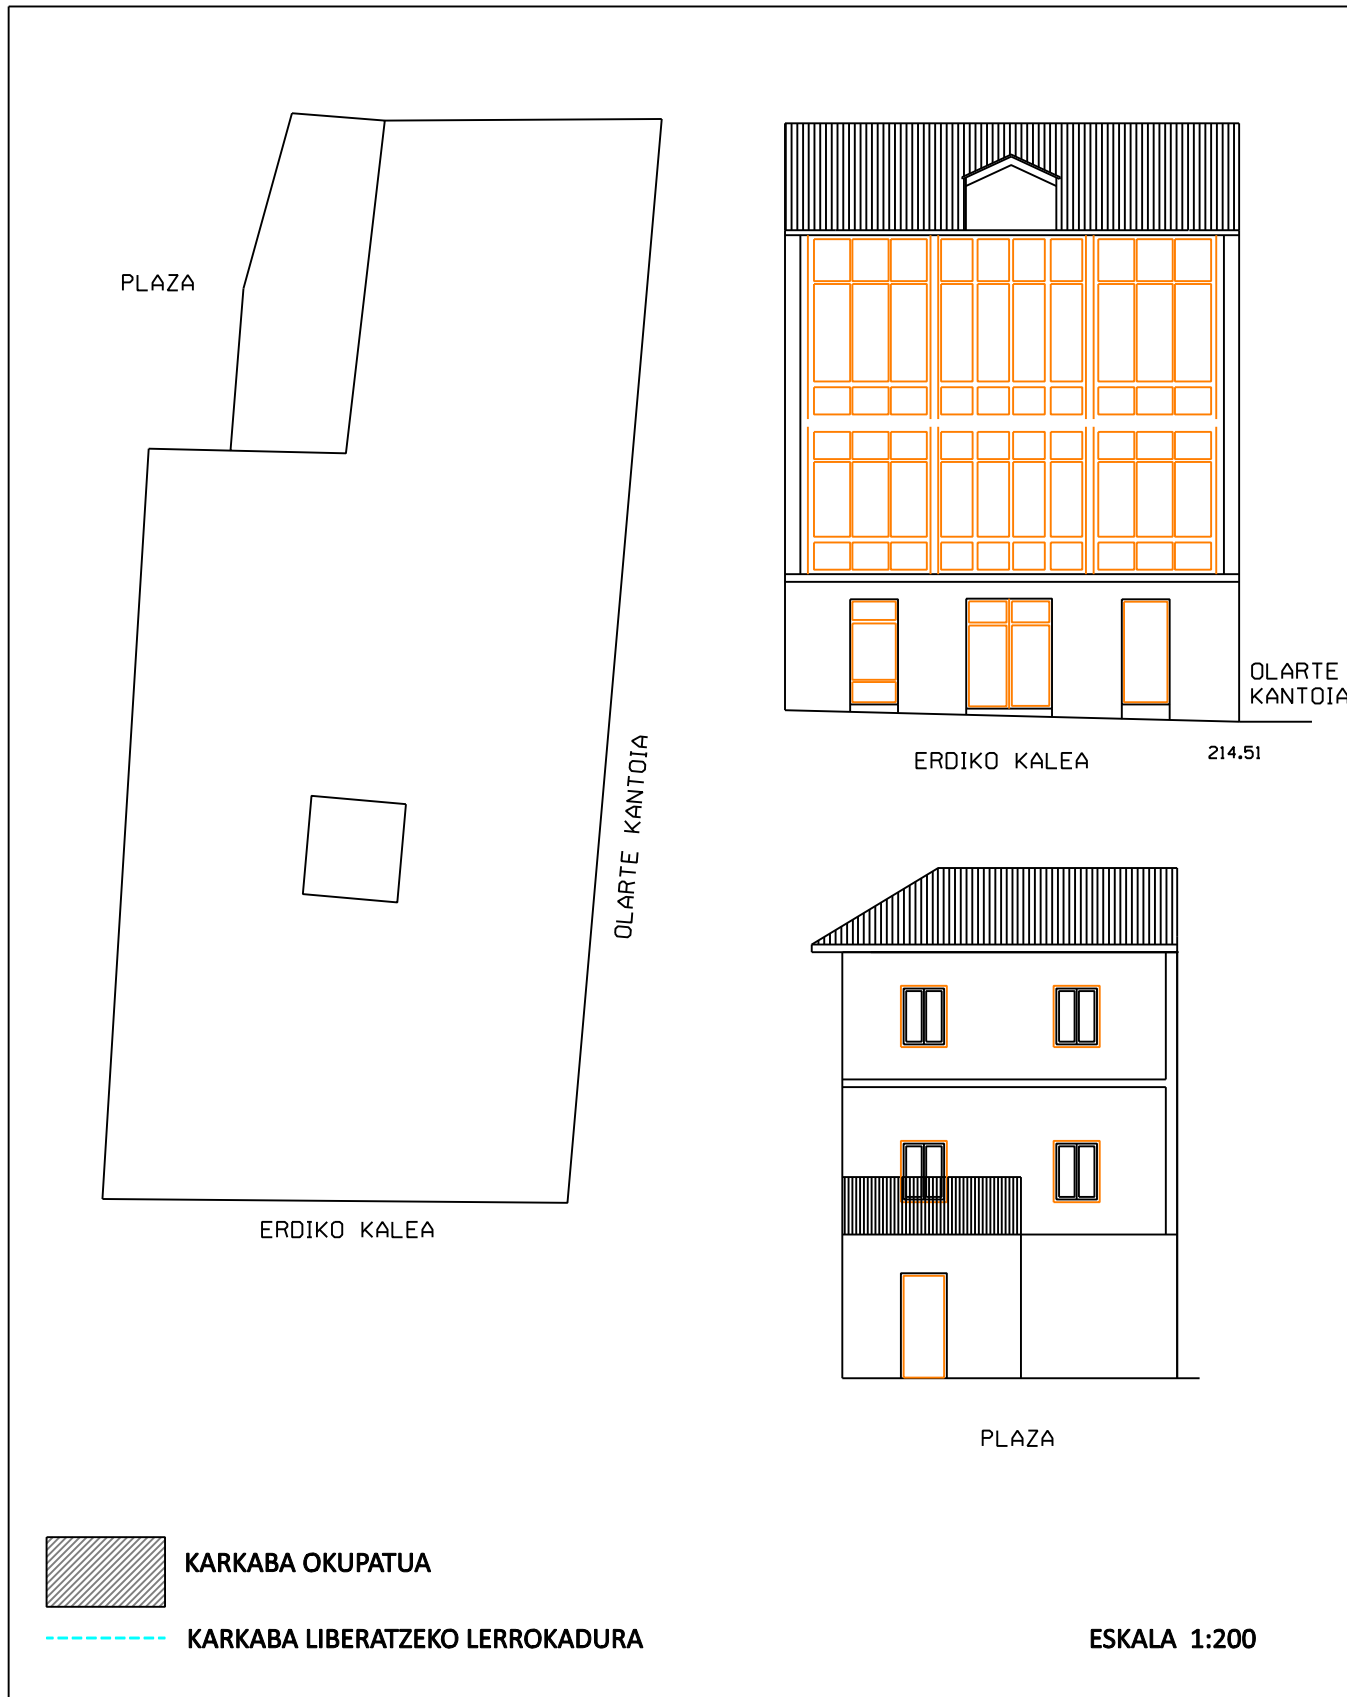 PLAZA
OLARTE KANTOIA
ERDIKO KALEA
OLARTE
KANTOIA
ERDIKO KALEA
214.51
PLAZA
KARKABA OKUPATUA
KARKABA LIBERATZEKO LERROKADURA
ESKALA 1:200